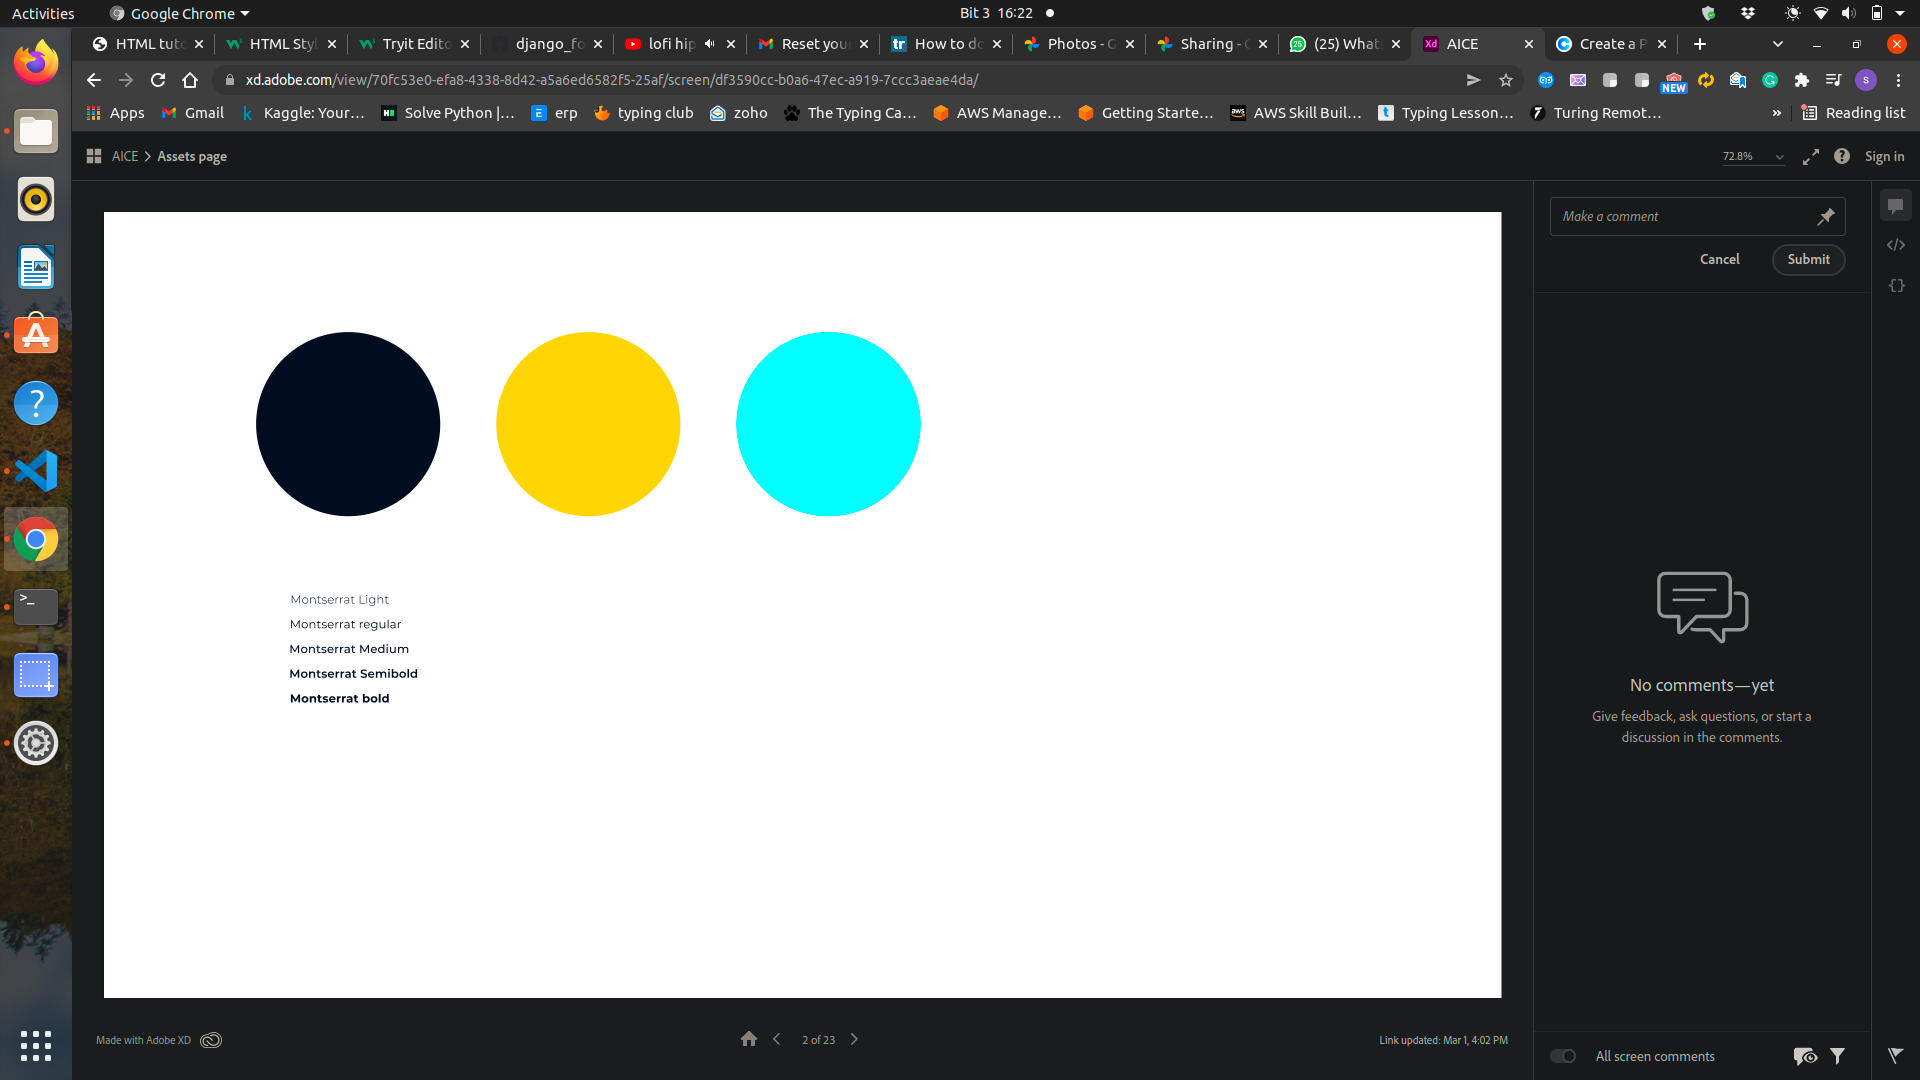 Activities
Google Chrome
Bit 3 16:22
HTML tuto
HTML Styl
Tryit Edito
django_fo
lofi hip
Reset your
How to do
Photos - G
Sharing - G
(25) Whats
AICE
Create a P
xd.adobe.com/view/70fc53e0-efa8-4338-8d42-a5a6ed6582f5-25af/screen/df3590cc-b0a6-47ec-a919-7ccc3aeae4da/
NEW
S
Apps
Gmail
Kaggle: Your…
Solve Python |…
erp
typing club
zoho
The Typing Ca…
AWS Manage…
Getting Starte…
AWS Skill Buil…
Typing Lesson…
Turing Remot…
»
Reading list
AICE > Assets page
72.8%
Sign in
Make a comment
Cancel
Submit
Montserrat Light
Montserrat regular
Montserrat Medium
Montserrat Semibold
Montserrat bold
No comments—yet
Give feedback, ask questions, or start a
discussion in the comments.
Made with Adobe XD
2 of 23
Link updated: Mar 1, 4:02 PM
All screen comments